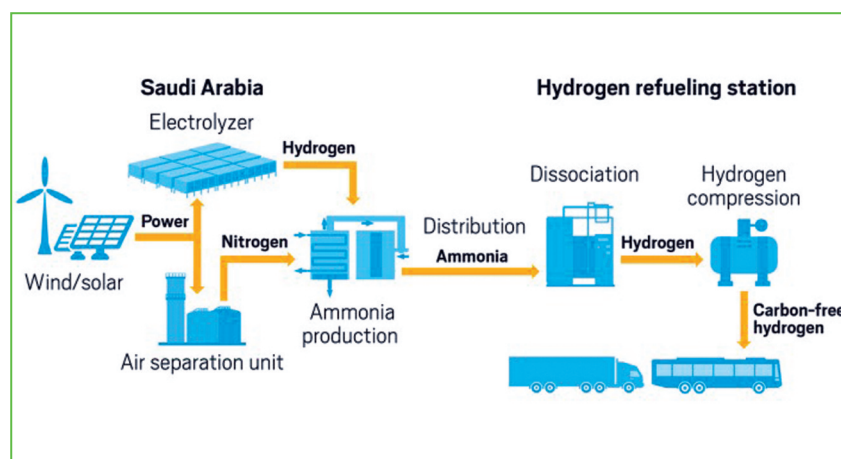 Saudi Arabia
Hydrogen refueling station
Electrolyzer
Hydrogen
Dissociation
Hydrogen
compression
Power
Nitrogen
Distribution
Ammonia
Hydrogen
Wind/solar
Ammonia
production
Carbon-free
hydrogen
Air separation unit